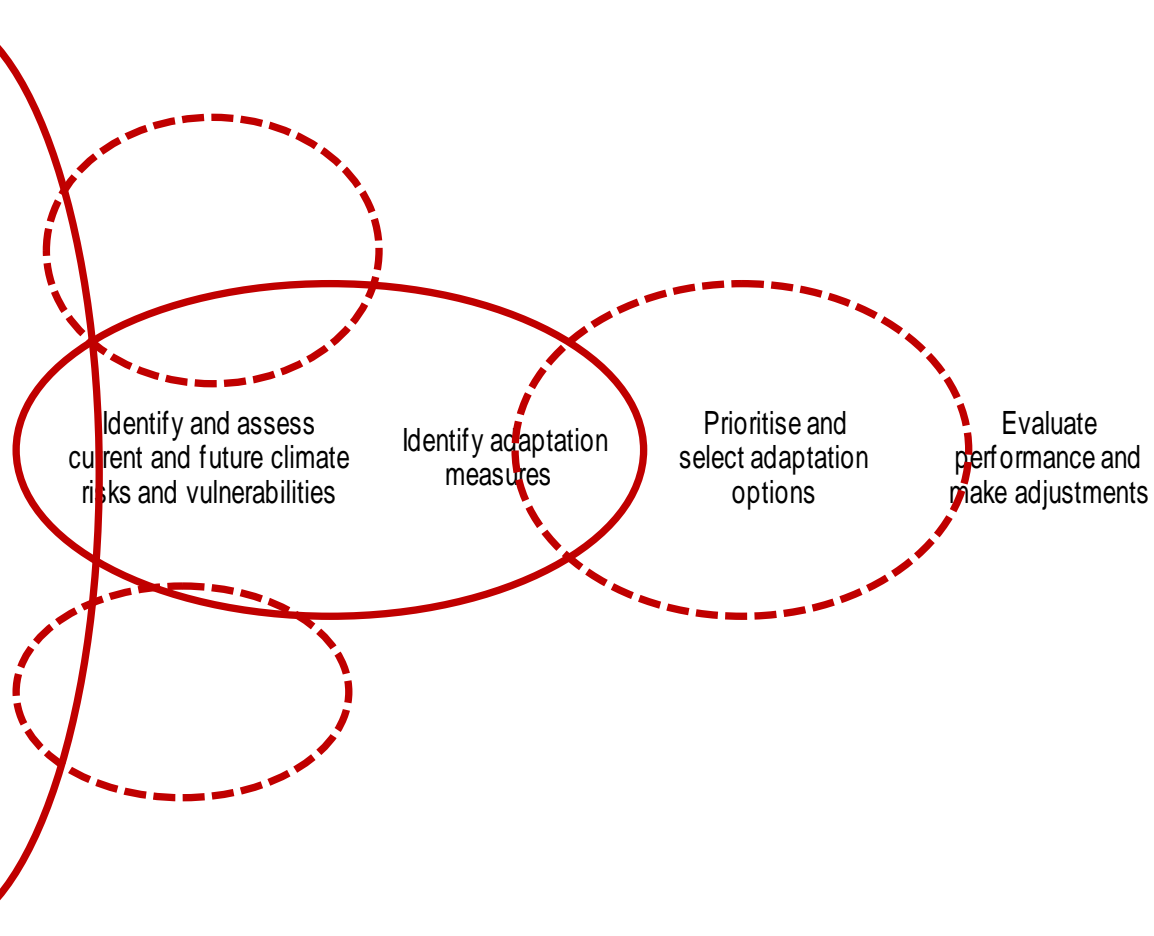 Identify and assess
current and future climate
risks and vulnerabilities
Identify adaptation
measures
Prioritise and
select adaptation
options
Evaluate
performance and
make adjustments